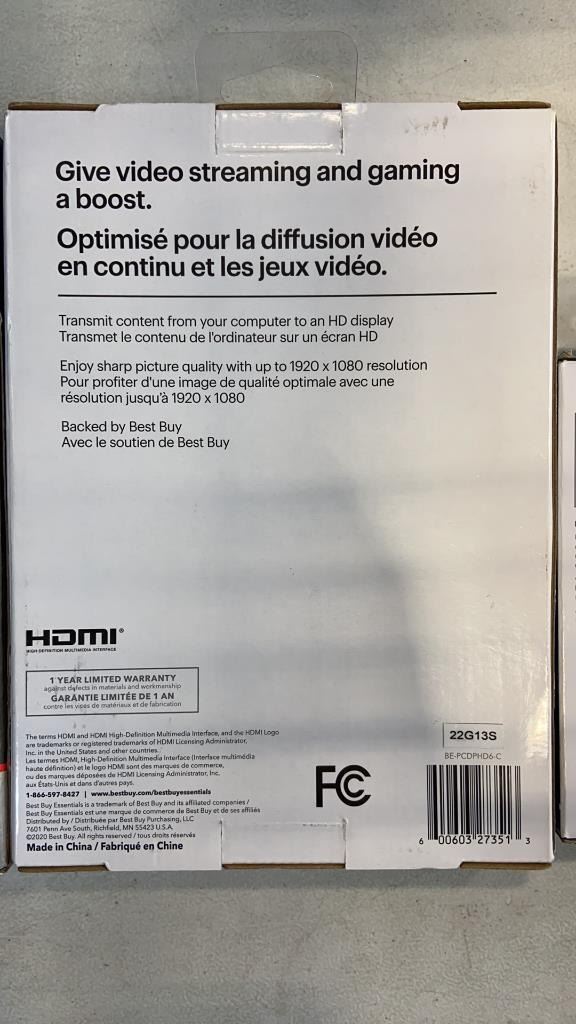 Give video streaming and gaming
a boost.
Optimisé pour la diffusion vidéo
en continu et les jeux vidéo.
Transmit content from your computer to an HD display
Transmet le contenu de l'ordinateur sur un écran HD
Enjoy sharp picture quality with up to 1920 x 1080 resolution
Pour profiter d'une image de qualité optimale avec une
résolution jusqu'à 1920 x 1080
Backed by Best Buy
Avec le soutien de Best Buy
HDMI®
HIGH-DEFINITION MULTIMEDIA INTERFACE
1 YEAR LIMITED WARRANTY
against defects in materials and workmanship
GARANTIE LIMITÉE DE 1 AN
contre les vices de matériaux et de fabrication
The terms HDMI and HDMI High-Definition Multimedia Interface, and the HDMI Logo
are trademarks or registered trademarks of HDMI Licensing Administrator,
Inc. in the United States and other countries.
Les termes HDMI, High-Definition Multimedia Interface (Interface multimédia
haute définition) et le logo HDMI sont des marques de commerce,
ou des marques déposées de HDMI Licensing Administrator, Inc.
aux États-Unis et dans d'autres pays.
1-866-597-8427 | www.bestbuy.com/bestbuyessentials
Best Buy Essentials is a trademark of Best Buy and its affiliated companies /
Best Buy Essentials est une marque de commerce de Best Buy et de ses affiliés
Distributed by / Distribuée par Best Buy Purchasing, LLC
7601 Penn Ave South, Richfield, MN 55423 U.S.A.
©2020 Best Buy. All rights reserved / tous droits réservés
Made in China / Fabriqué en Chine
FC
22G13S
BE-PCDPHD6-C
6 00603 27351 3